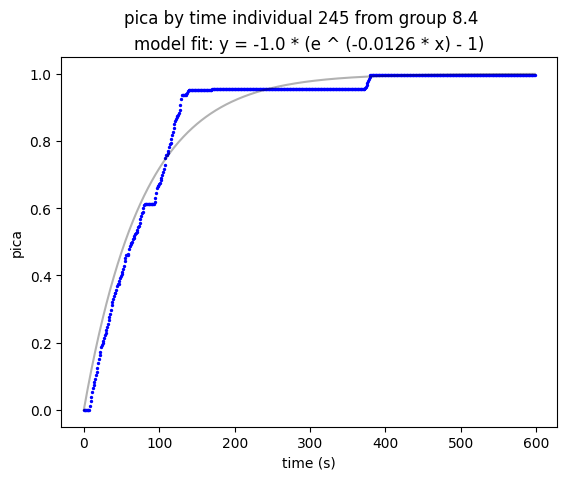 pica by time individual 245 from group 8.4
model fit: y = -1.0 * (e ^ (-0.0126 * x) - 1)
1.0
0.8
0.6
0.4
0.2
0.0
pica
0 100 200 300 400 500 600
time (s)